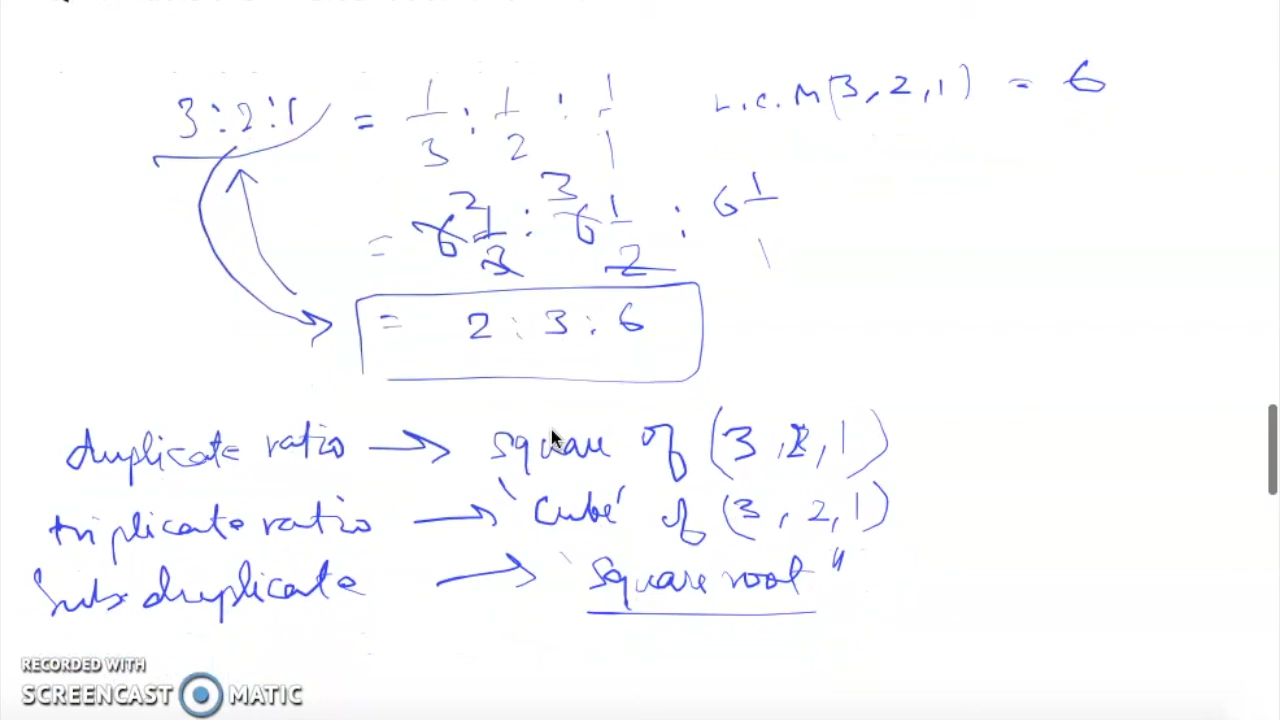 3:2:1 = 1/3 : 1/2 : 1/1 L.C.M(3,2,1) = 6
= 6 2 1/3 : 3 6 1/2 : 6 1/1
= 2 : 3 : 6
duplicate ratio → square of (3,2,1)
triplicate ratio → 'Cube' of (3,2,1)
Sub duplicate → 'square root"
RECORDED WITH
SCREENCAST MATIC